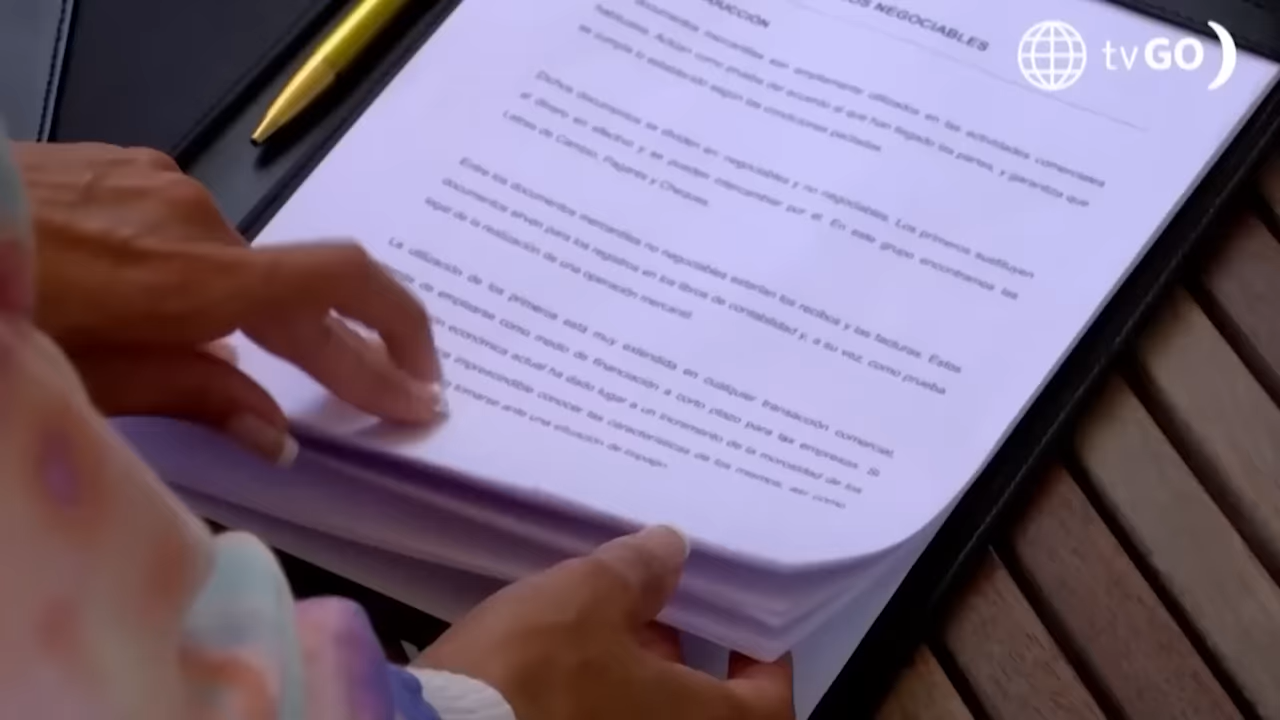 OS NEGOCIABLES
DUCCIÓN
tvGO
documentos mercantiles son ampliamente utilizados en las actividades comerciales
habituales. Actúan como prueba del acuerdo al que han llegado las partes, y garantiza que
se cumpla lo establecido según las condiciones pactadas.
Dichos documentos se dividen en negociables y no negociables. Los primeros sustituyen
al dinero en efectivo y se pueden intercambiar por él. En este grupo encontramos las
Letras de Cambio, Pagarés y Cheques.
Entre los documentos mercantiles no negociables estarían los recibos y las facturas. Estos
documentos sirven para los registros en los libros de contabilidad y, a su vez, como prueba
legal de la realización de una operación mercantil.
La utilización de los primeros está muy extendida en cualquier transacción comercial.
de emplearse como medio de financiación a corto plazo para las empresas. Si
económica actual ha dado lugar a un incremento de la morosidad de los
imprescindible conocer las características de los mismos, así como
tomarse ante una situación de impago.